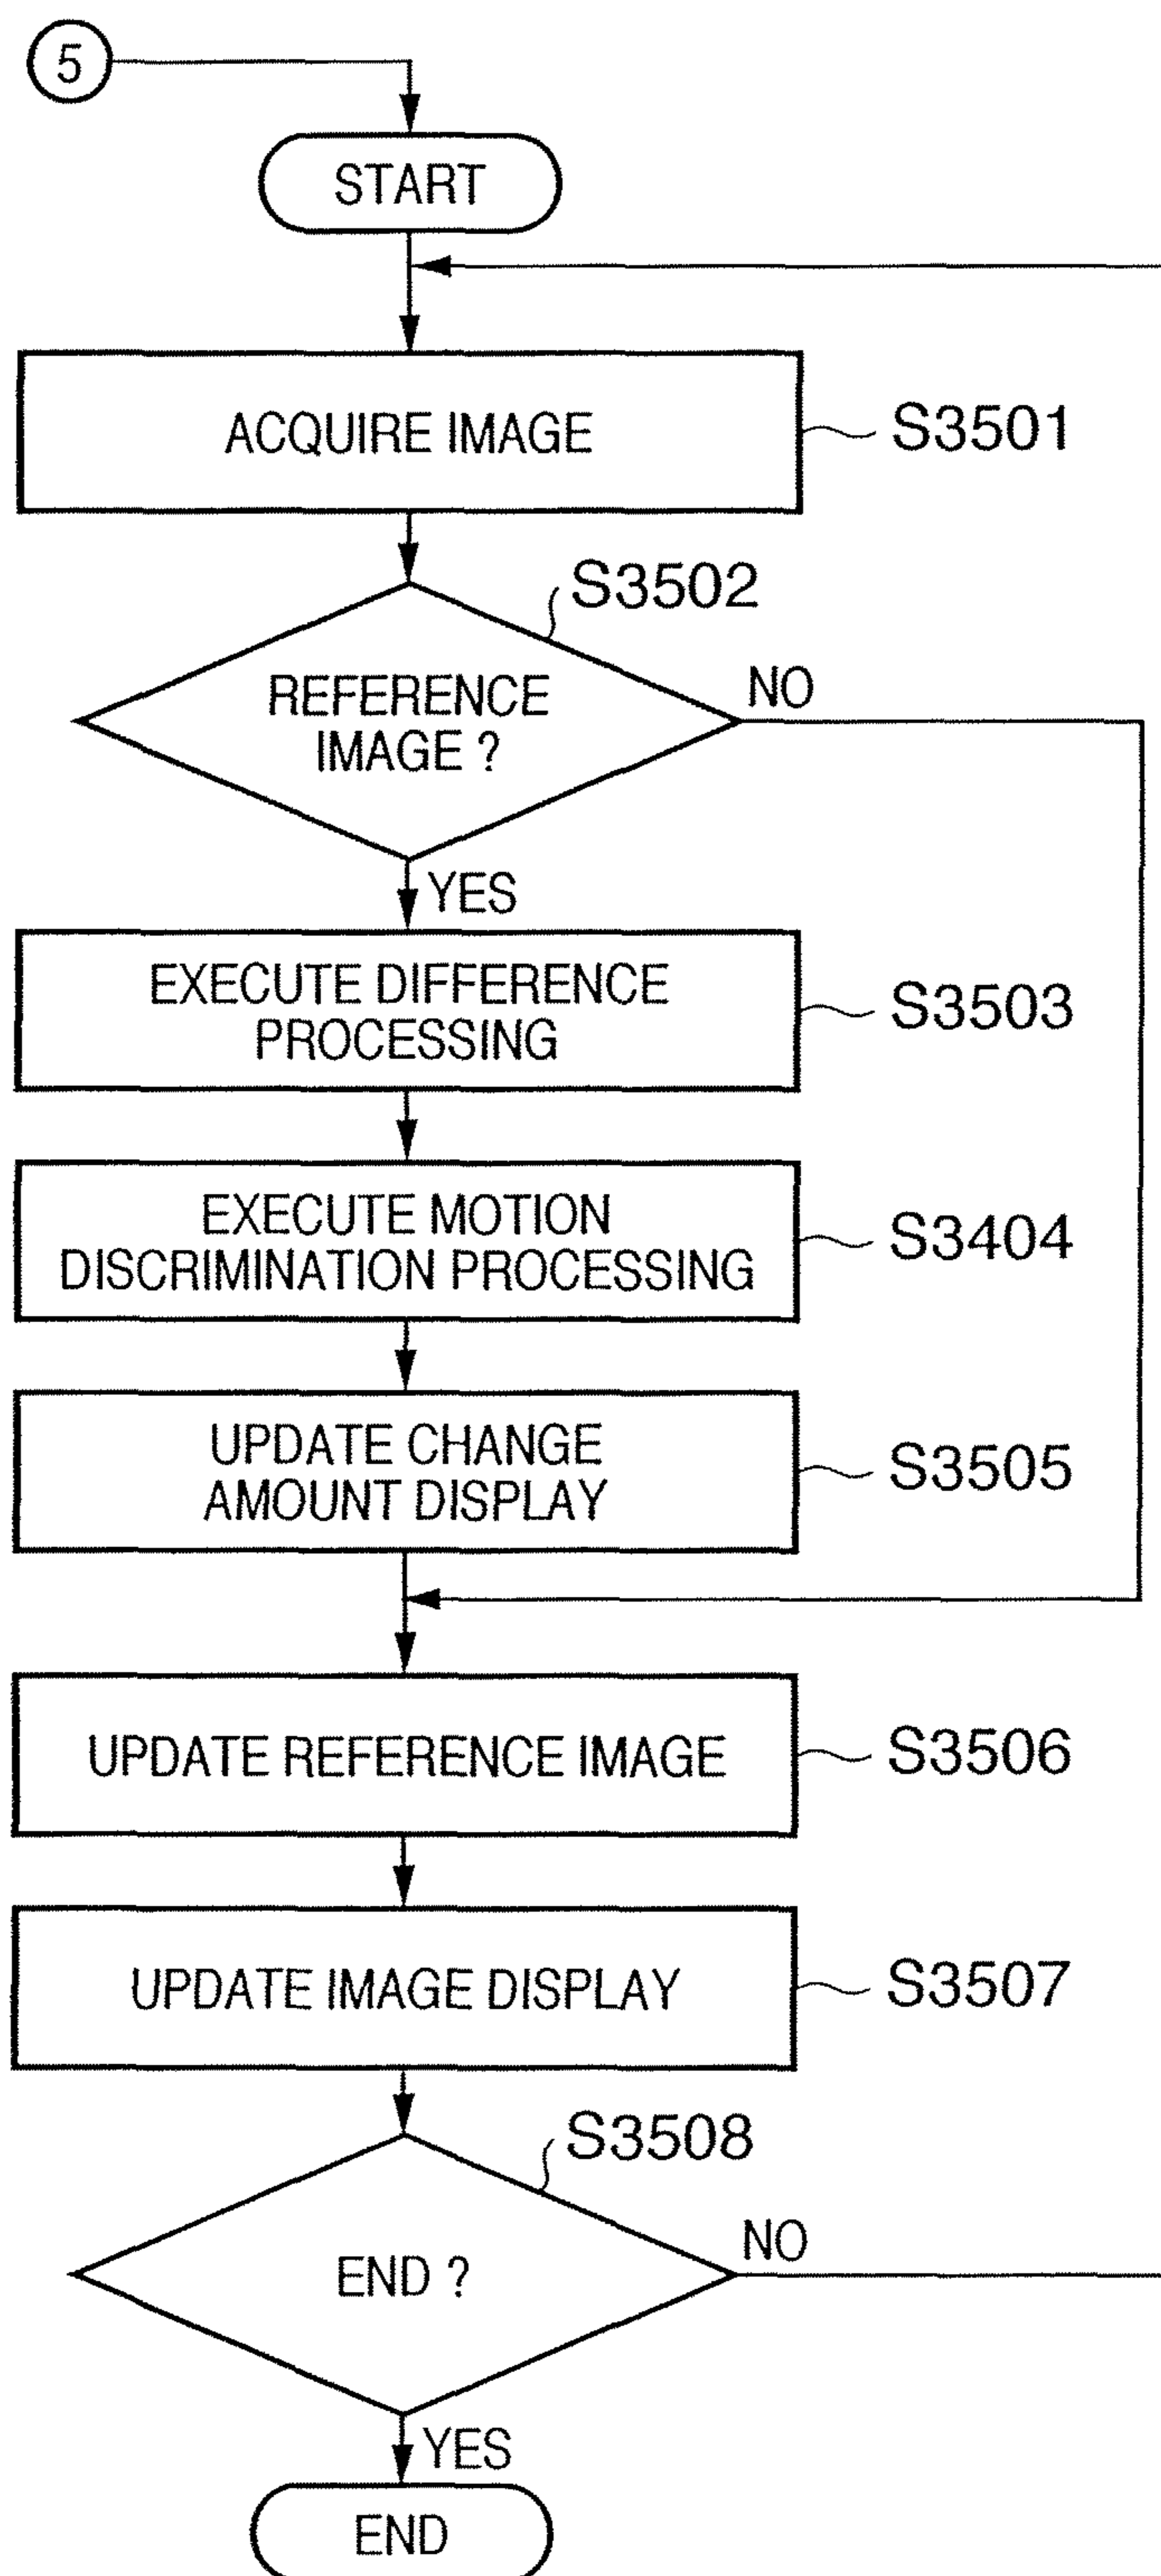 5
START
ACQUIRE IMAGE
S3501
S3502
REFERENCE
IMAGE ?
NO
YES
EXECUTE DIFFERENCE
PROCESSING
S3503
EXECUTE MOTION
DISCRIMINATION PROCESSING
S3404
UPDATE CHANGE
AMOUNT DISPLAY
S3505
UPDATE REFERENCE IMAGE
S3506
UPDATE IMAGE DISPLAY
S3507
S3508
END ?
NO
YES
END